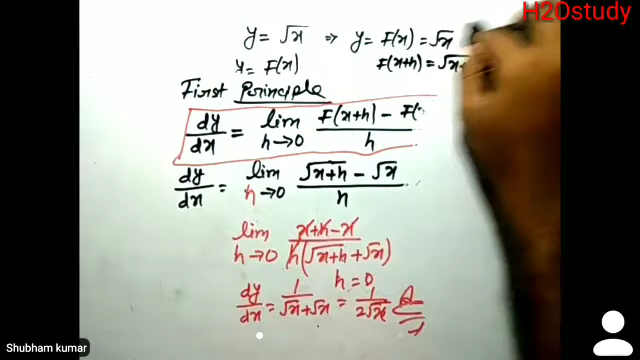 H2Ostudy
y = √x ⇒ y = F(x) = √x
y = F(x) F(x+h) = √x+
First Principle
dy/dx = lim h→0 F(x+h) - F( / h
dy/dx = lim h→0 √x+h - √x / h
lim h→0 x+h-x / h(√x+h + √x)
h = 0
dy/dx = 1/√x+√x = 1/2√x
Shubham kumar